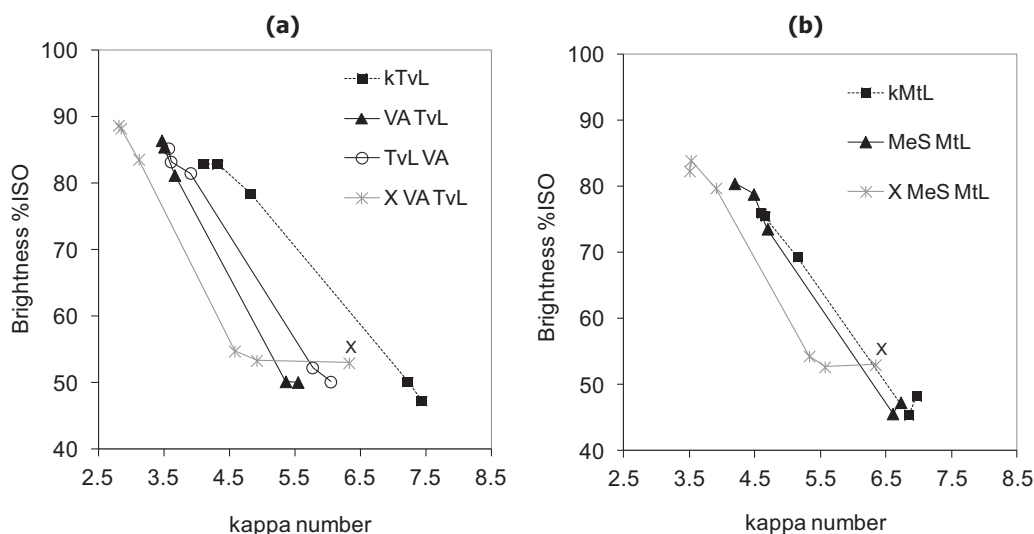 (a)
100
90
80
70
60
50
40
Brightness %ISO
kTvL
VA TvL
TvL VA
X VA TvL
X
2.5 3.5 4.5 5.5 6.5 7.5 8.5
kappa number
(b)
100
90
80
70
60
50
40
Brightness %ISO
kMtL
MeS MtL
X MeS MtL
X
2.5 3.5 4.5 5.5 6.5 7.5 8.5
kappa number